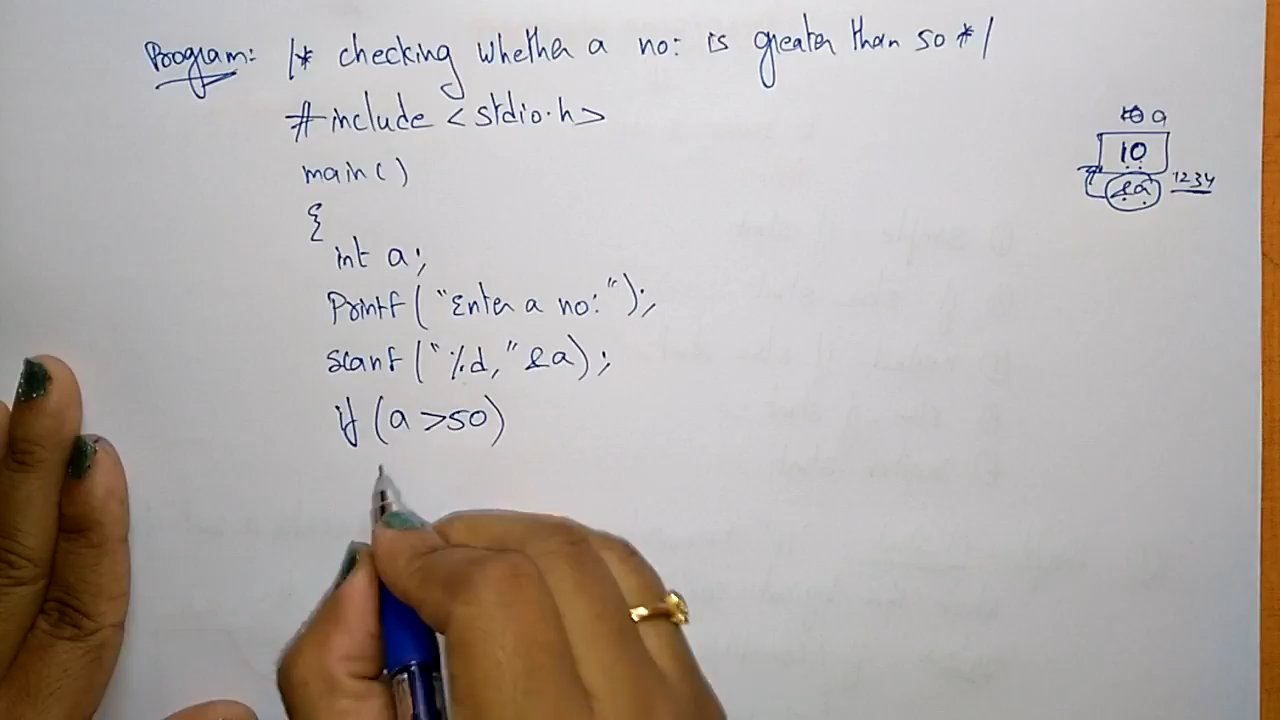 Program: /* checking whether a no: is greater than 50 */
#include <stdio.h>
main()
{
int a;
Printf("Enter a no:");
scanf("%d," &a);
if (a >50)
a
10
&a 1234